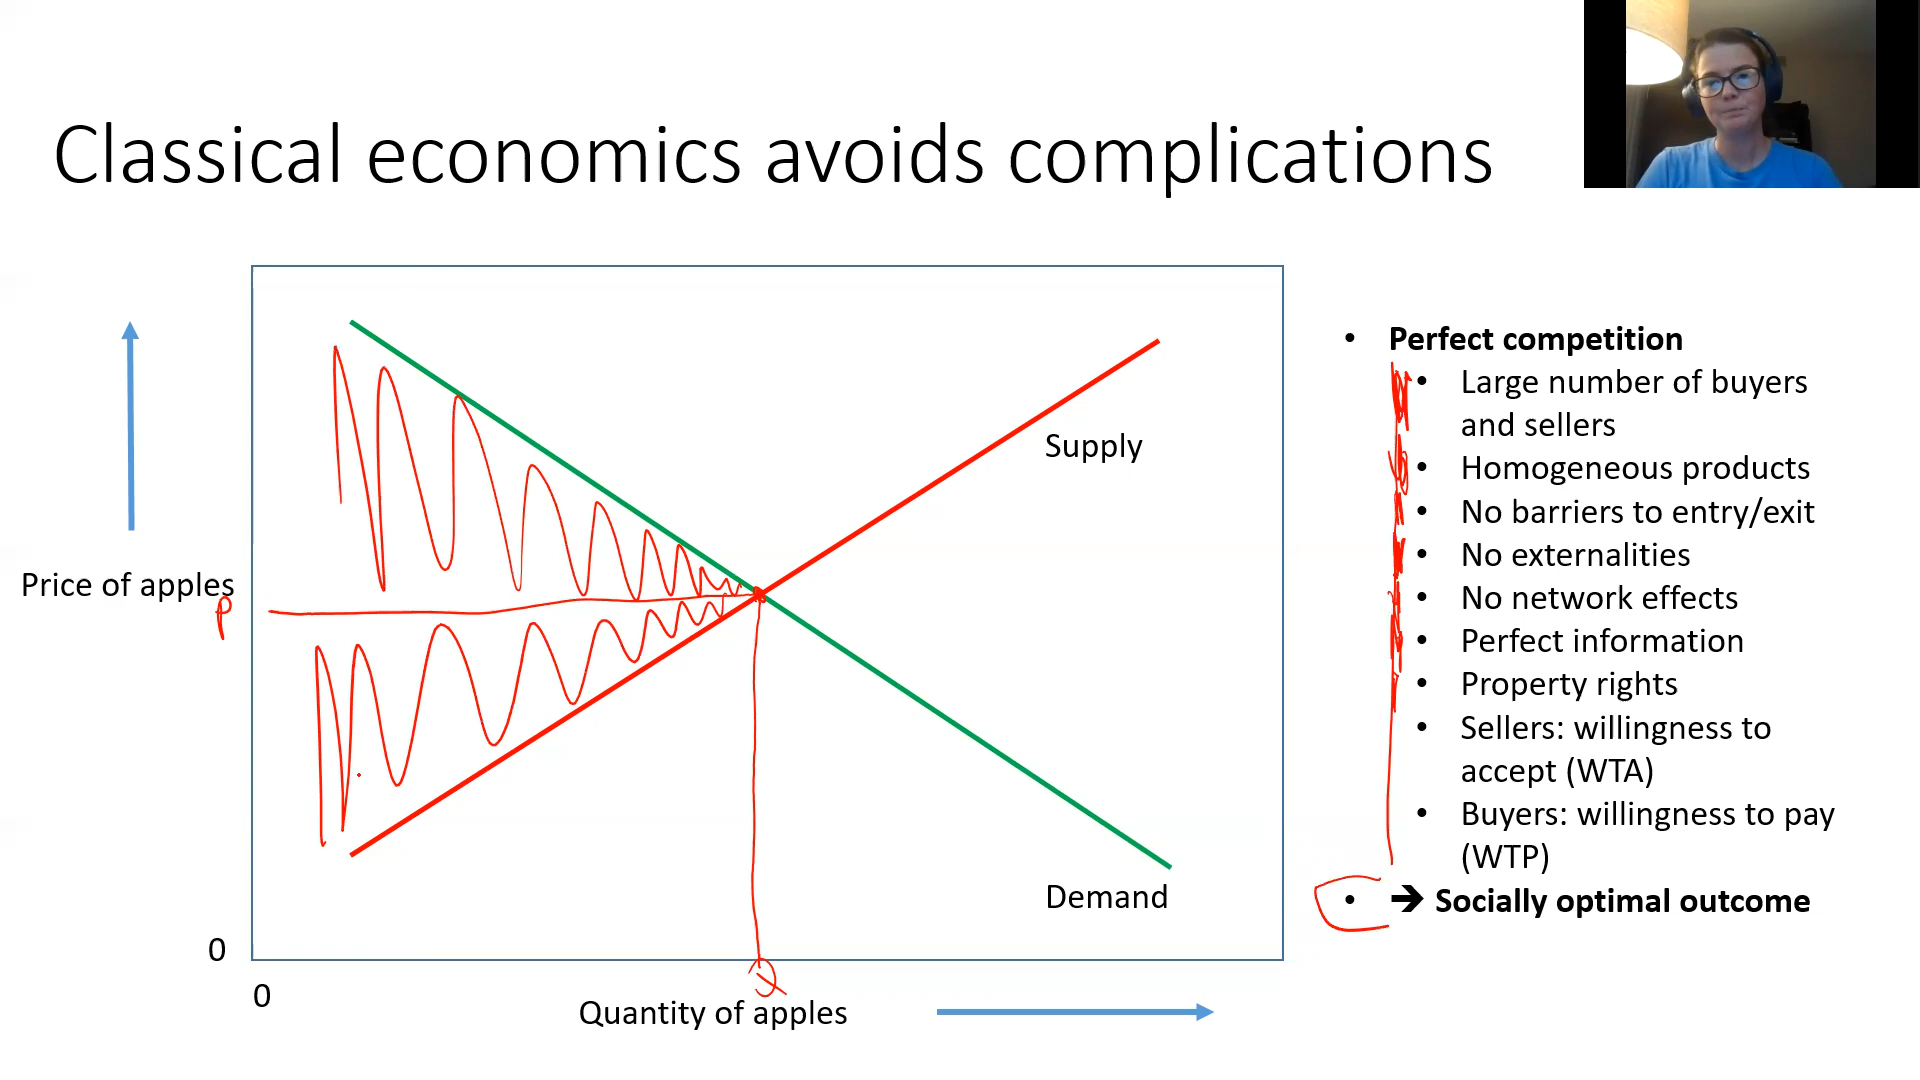 Classical economics avoids complications
Price of apples
P
Supply
Demand
0
0
Q
Quantity of apples
• Perfect competition
• Large number of buyers
and sellers
• Homogeneous products
• No barriers to entry/exit
• No externalities
• No network effects
• Perfect information
• Property rights
• Sellers: willingness to
accept (WTA)
• Buyers: willingness to pay
(WTP)
• ➔ Socially optimal outcome